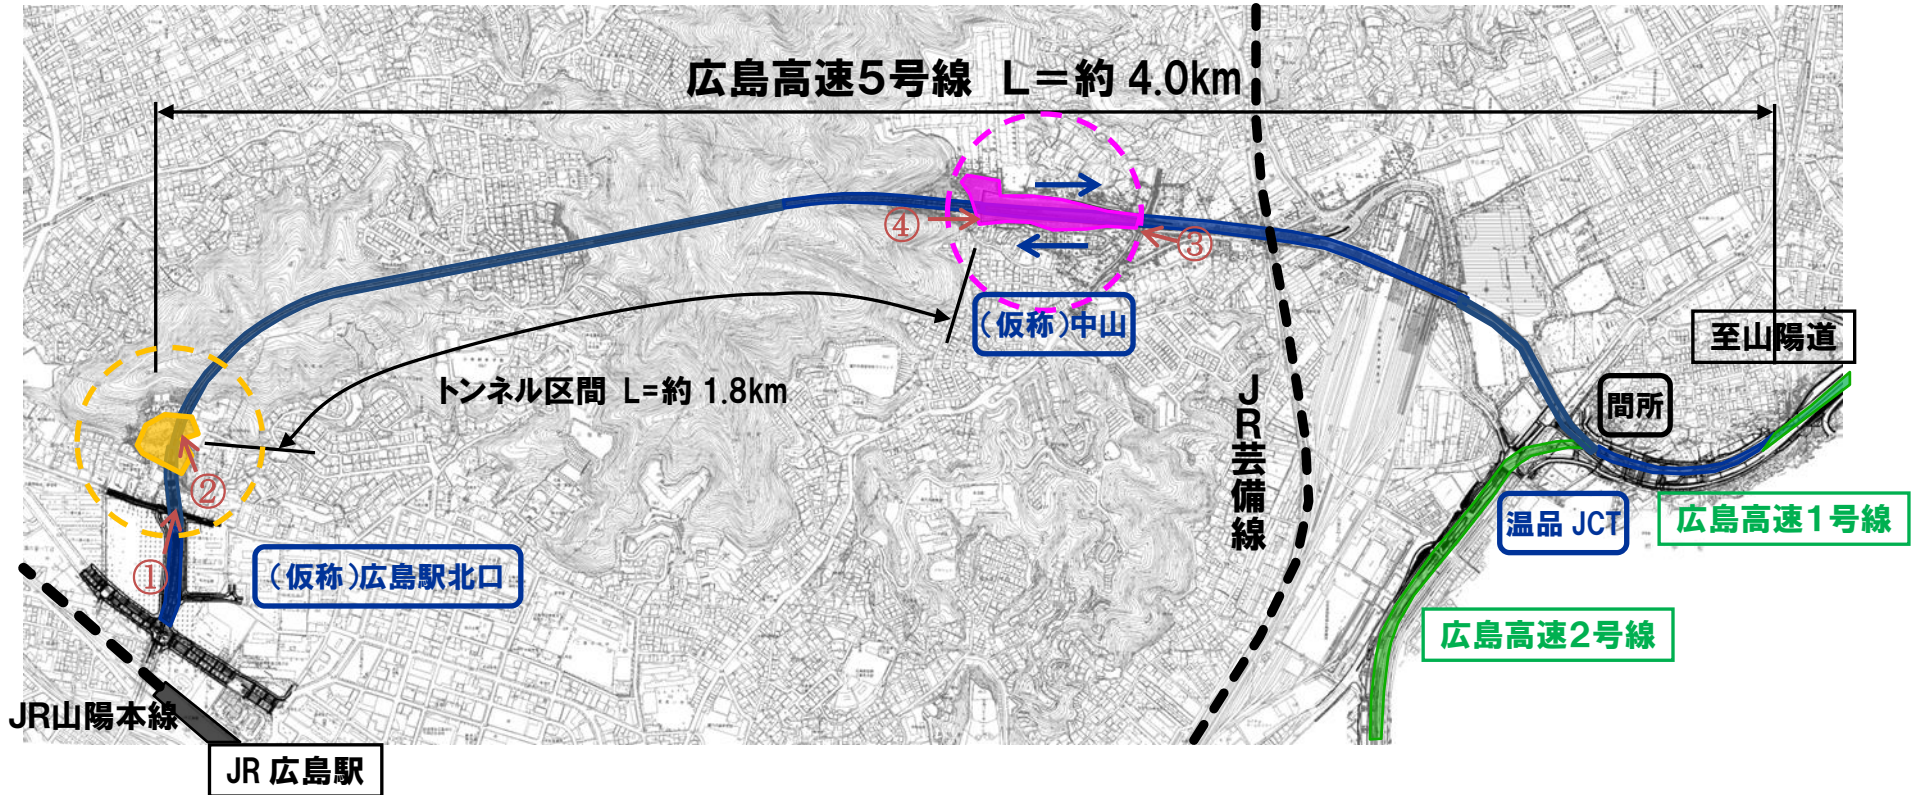 広島高速5号線 L=約 4.0km
④
③
(仮称)中山
至山陽道
トンネル区間 L=約 1.8km
JR芸備線
間所
②
温品 JCT
広島高速1号線
①
(仮称)広島駅北口
広島高速2号線
JR山陽本線
JR 広島駅